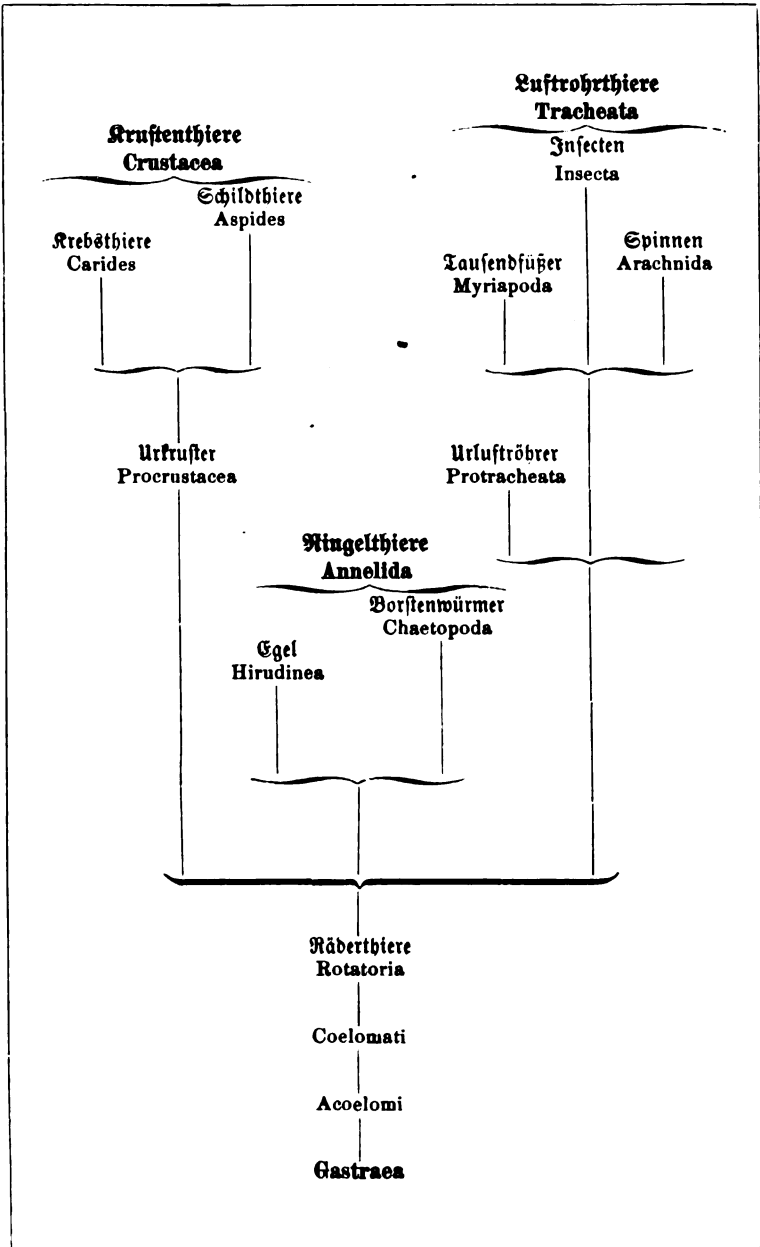 Luftrohrthiere
Tracheata
Krustenthiere
Crustacea
Insecten
Insecta
Schildthiere
Aspides
Krebsthiere
Carides
Tausendfüßer
Myriapoda
Spinnen
Arachnida
Urkruster
Procrustacea
Urluftröhrer
Protracheata
Ringelthiere
Annelida
Borstenwürmer
Chaetopoda
Egel
Hirudinea
Räderthiere
Rotatoria
Coelomati
Acoelomi
Gastraea